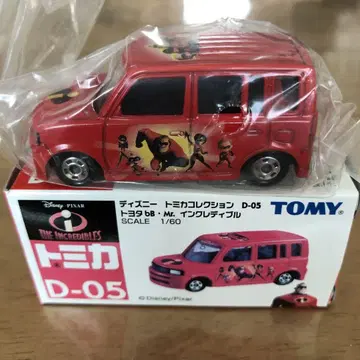 Disney · PIXAR
THE INCREDIBLES
トミカ
D-05
ディズニー トミカコレクション D-05
トヨタ bB・Mr. インクレディブル
SCALE 1/60
TOMY
© Disney/Pixar